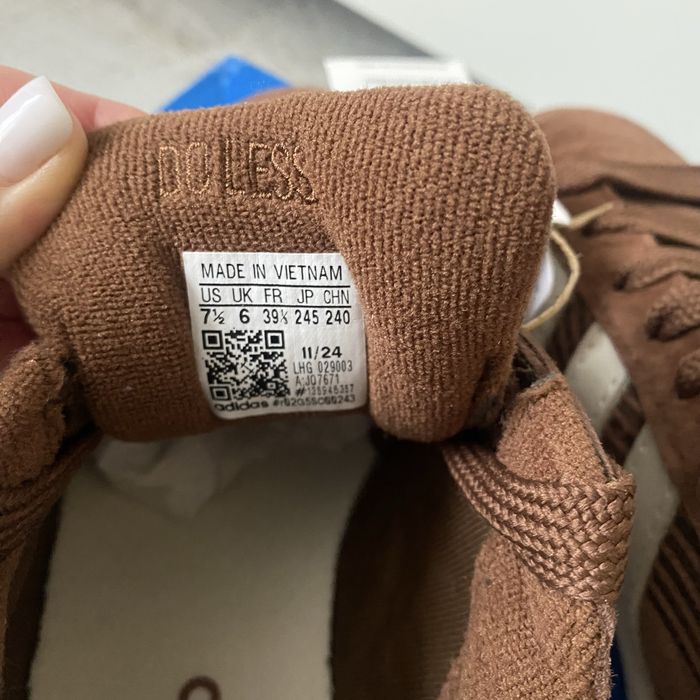 DO LESS
MADE IN VIETNAM
US UK FR JP CHN
7½ 6 39⅓ 245 240
11/24
LHG 029003
A:JQ7671
adidas